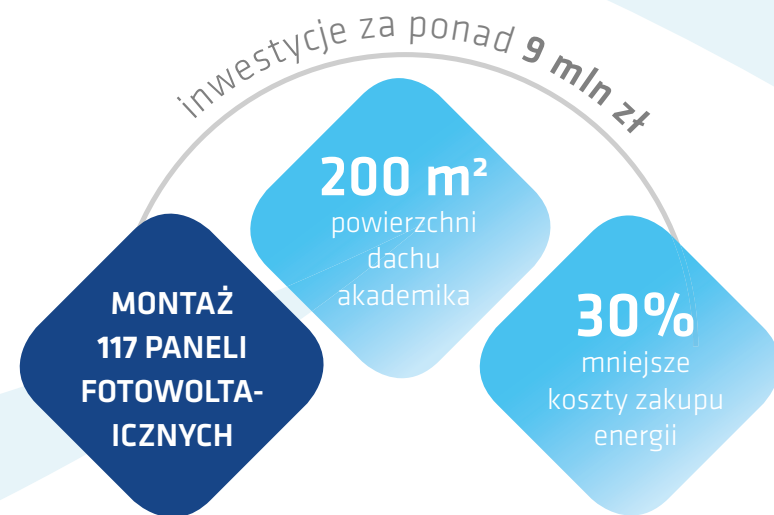 inwestycje za ponad 9 mln zł
200 m²
powierzchni
dachu
akademika
MONTAŻ
117 PANELI
FOTOWOLTA-
ICZNYCH
30%
mniejsze
koszty zakupu
energii